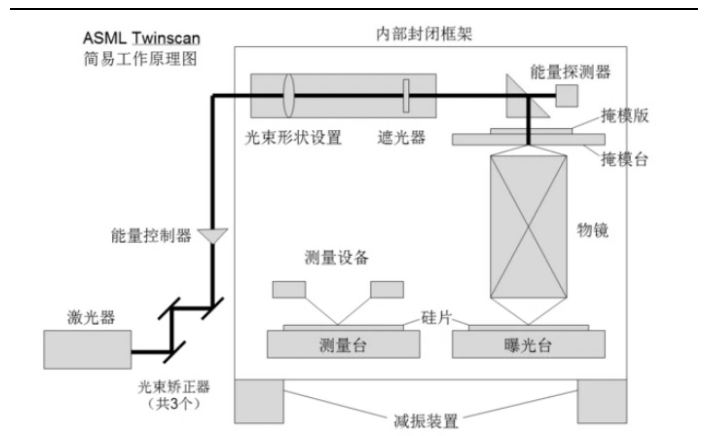 ASML Twinscan
简易工作原理图
内部封闭框架
能量探测器
光束形状设置
遮光器
掩模版
掩模台
能量控制器
物镜
测量设备
激光器
硅片
测量台
曝光台
光束矫正器
（共3个）
减振装置